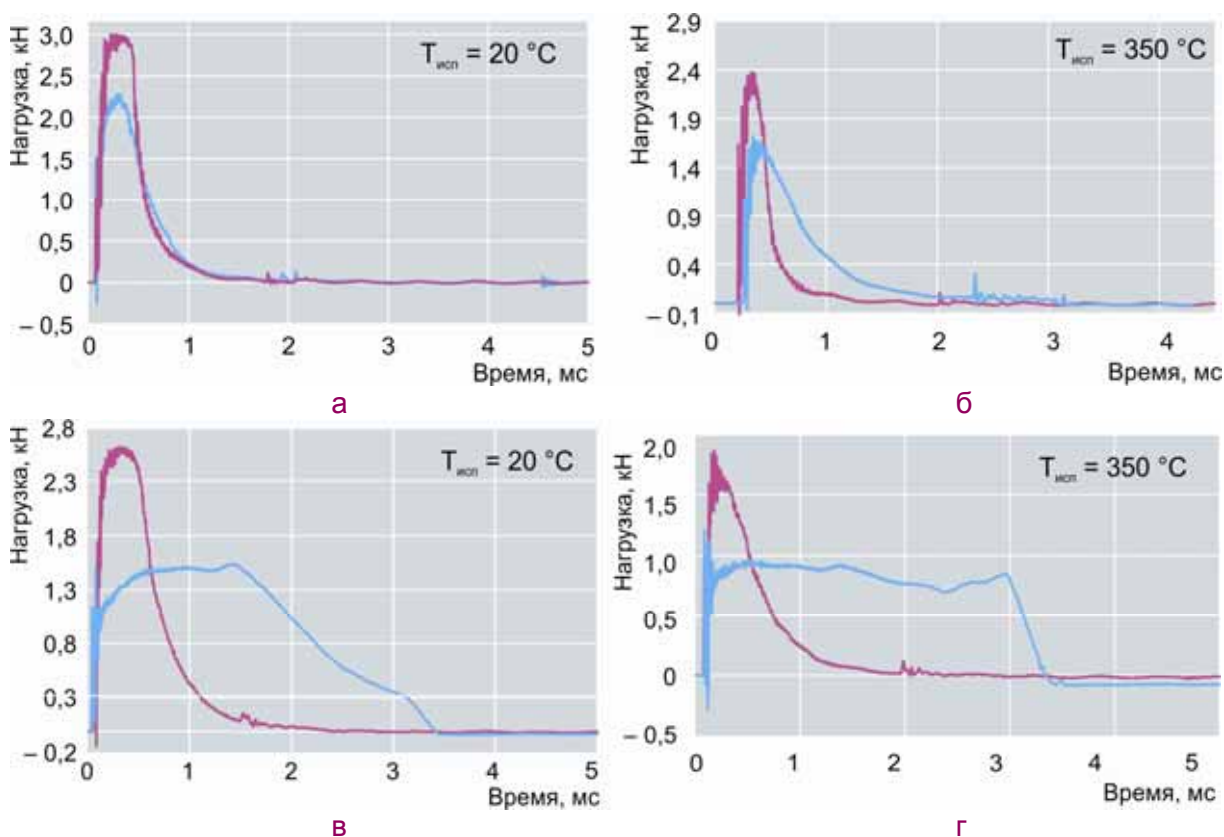 Нагрузка, кН
3,0
2,5
2,0
1,5
1,0
0,5
0
– 0,5
Tисп = 20 °C
0 1 2 3 4 5
Время, мс
а
Нагрузка, кН
2,9
2,4
1,9
1,4
0,9
0,4
– 0,1
Tисп = 350 °C
0 1 2 3 4
Время, мс
б
Нагрузка, кН
2,8
2,3
1,8
1,3
0,8
0,3
– 0,2
Tисп = 20 °C
0 1 2 3 4 5
Время, мс
в
Нагрузка, кН
2,0
1,5
1,0
0,5
0
– 0,5
Tисп = 350 °C
0 1 2 3 4 5
Время, мс
г